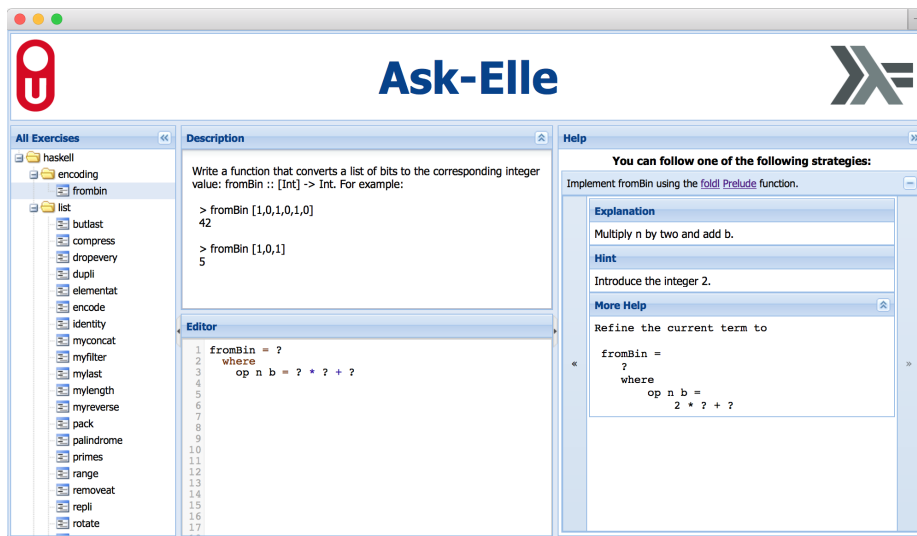 Ask-Elle
All Exercises
haskell
encoding
frombin
list
butlast
compress
dropevery
dupli
elementat
encode
identity
myconcat
myfilter
mylast
mylength
myreverse
pack
palindrome
primes
range
removeat
repli
rotate
Description
Write a function that converts a list of bits to the corresponding integer
value: fromBin :: [Int] -> Int. For example:
> fromBin [1,0,1,0,1,0]
42
> fromBin [1,0,1]
5
Editor
1 fromBin = ?
2 where
3 op n b = ? * ? + ?
4
5
6
7
8
9
10
11
12
13
14
15
16
17
Help
You can follow one of the following strategies:
Implement fromBin using the foldl Prelude function.
Explanation
Multiply n by two and add b.
Hint
Introduce the integer 2.
More Help
Refine the current term to
fromBin =
?
where
op n b =
2 * ? + ?